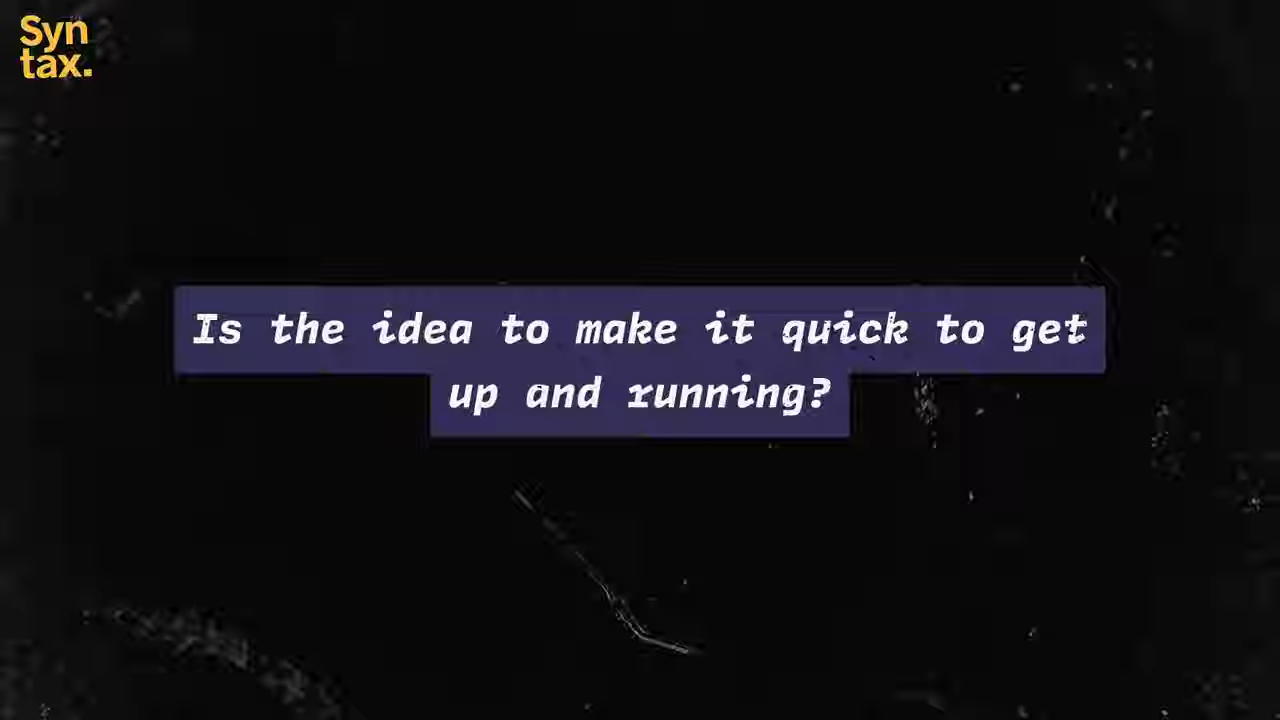 Syn
tax.
Is the idea to make it quick to get
up and running?